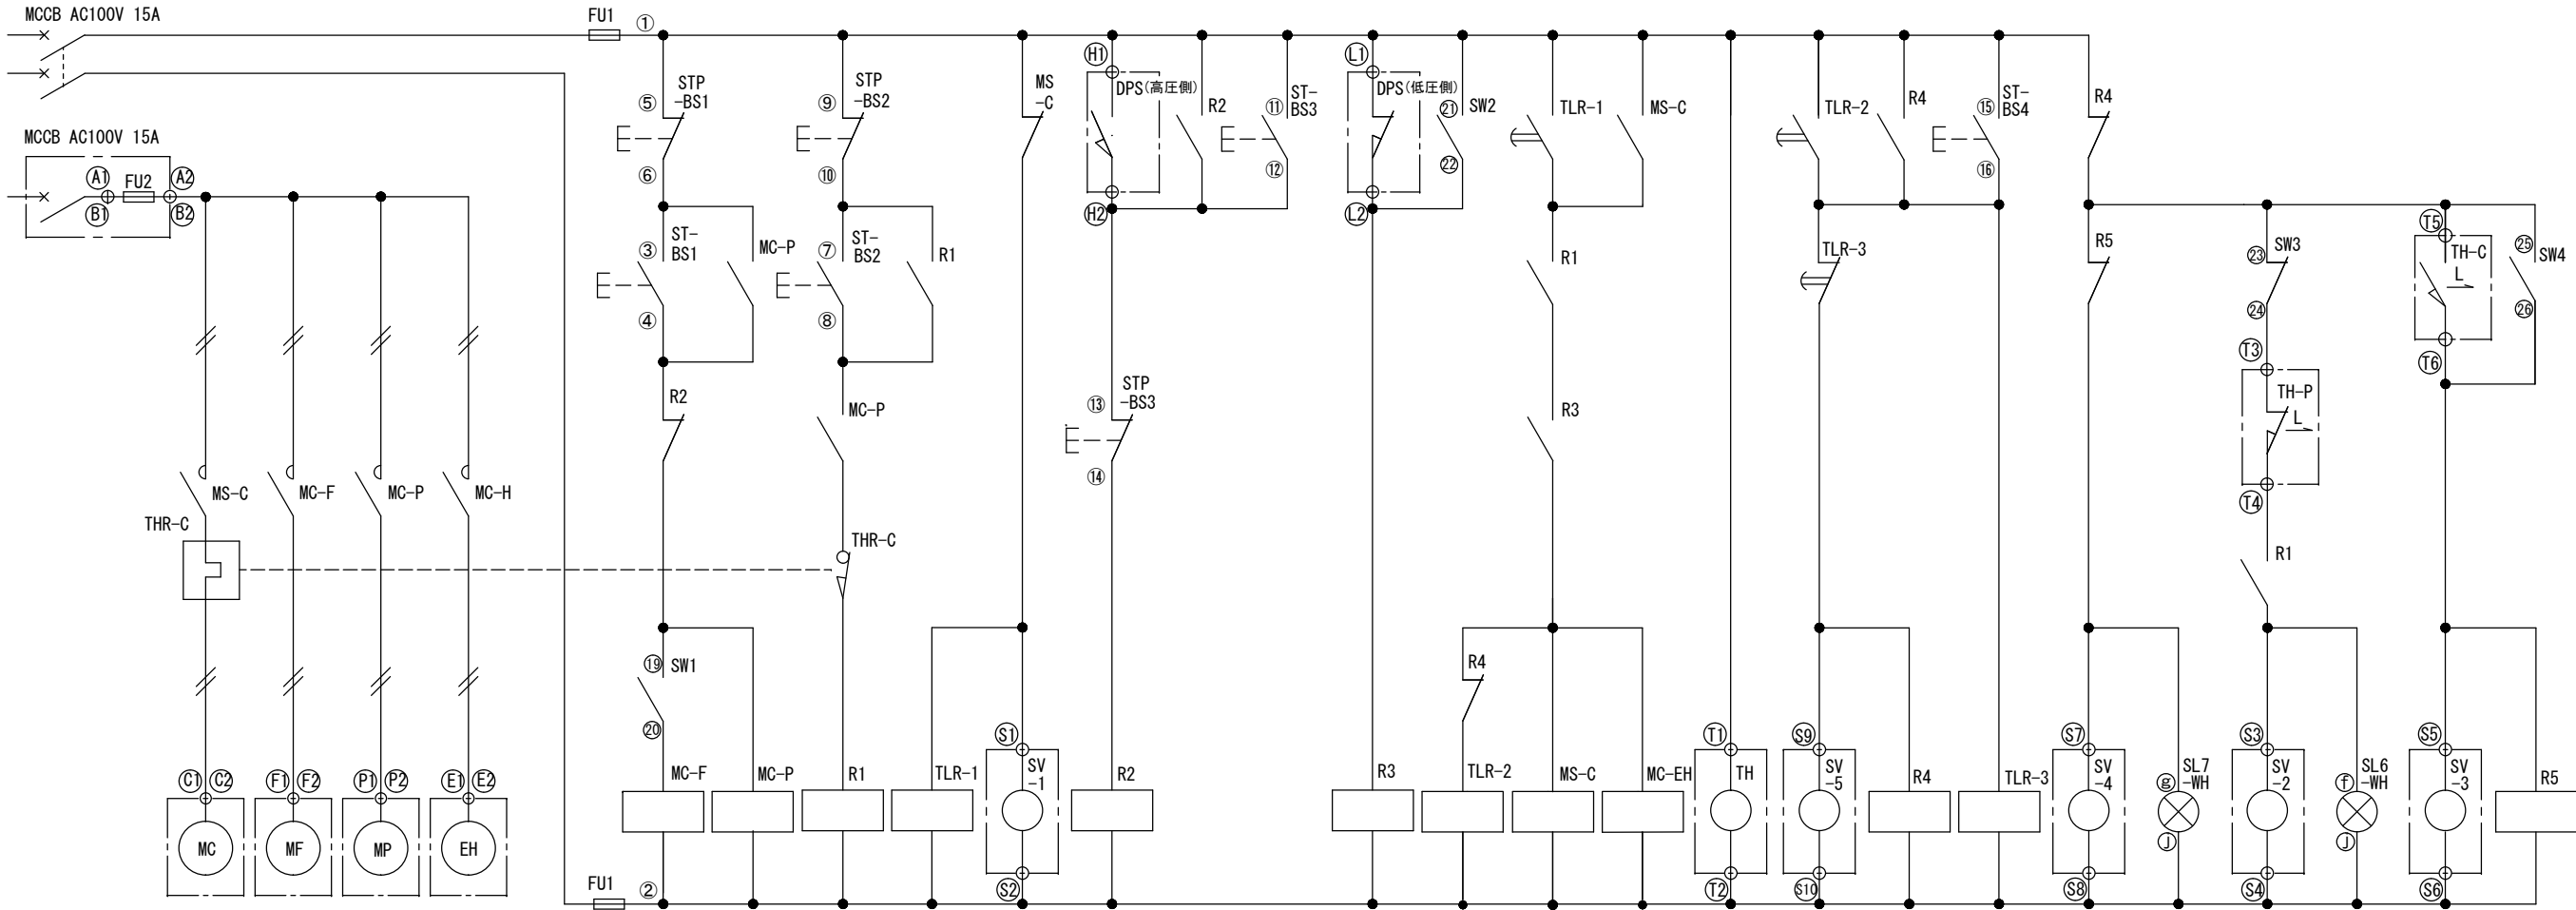 MCCB AC100V 15A
FU1
①
MCCB AC100V 15A
A1
FU2
A2
B1
B2
MS-C
MC-F
MC-P
MC-H
THR-C
C1 C2
F1 F2
P1 P2
E1 E2
MC
MF
MP
EH
FU1
②
STP
-BS1
⑤
⑥
ST-
BS1
③
④
MC-P
R2
⑲ SW1
⑳
MC-F
MC-P
STP
-BS2
⑨
⑩
ST-
BS2
⑦
⑧
R1
MC-P
THR-C
R1
TLR-1
MS
-C
S1
SV
-1
S2
H1
DPS(高圧側)
H2
R2
ST-
BS3
⑪
⑫
STP
-BS3
⑬
⑭
R2
L1
DPS(低圧側)
L2
㉑ SW2
㉒
R3
TLR-1
MS-C
R1
R3
R4
TLR-2
MS-C
MC-EH
T1
TH
T2
TLR-2
R4
ST-
BS4
⑮
⑯
TLR-3
S9
SV
-5
S10
R4
TLR-3
R4
R5
S7
SV
-4
S8
SL7
-WH
g
J
㉓ SW3
㉔
T3
TH-P
L
T4
R1
S3
SV
-2
S4
SL6
-WH
f
J
T5
TH-C
L
T6
㉕
SW4
㉖
S5
SV
-3
S6
R5